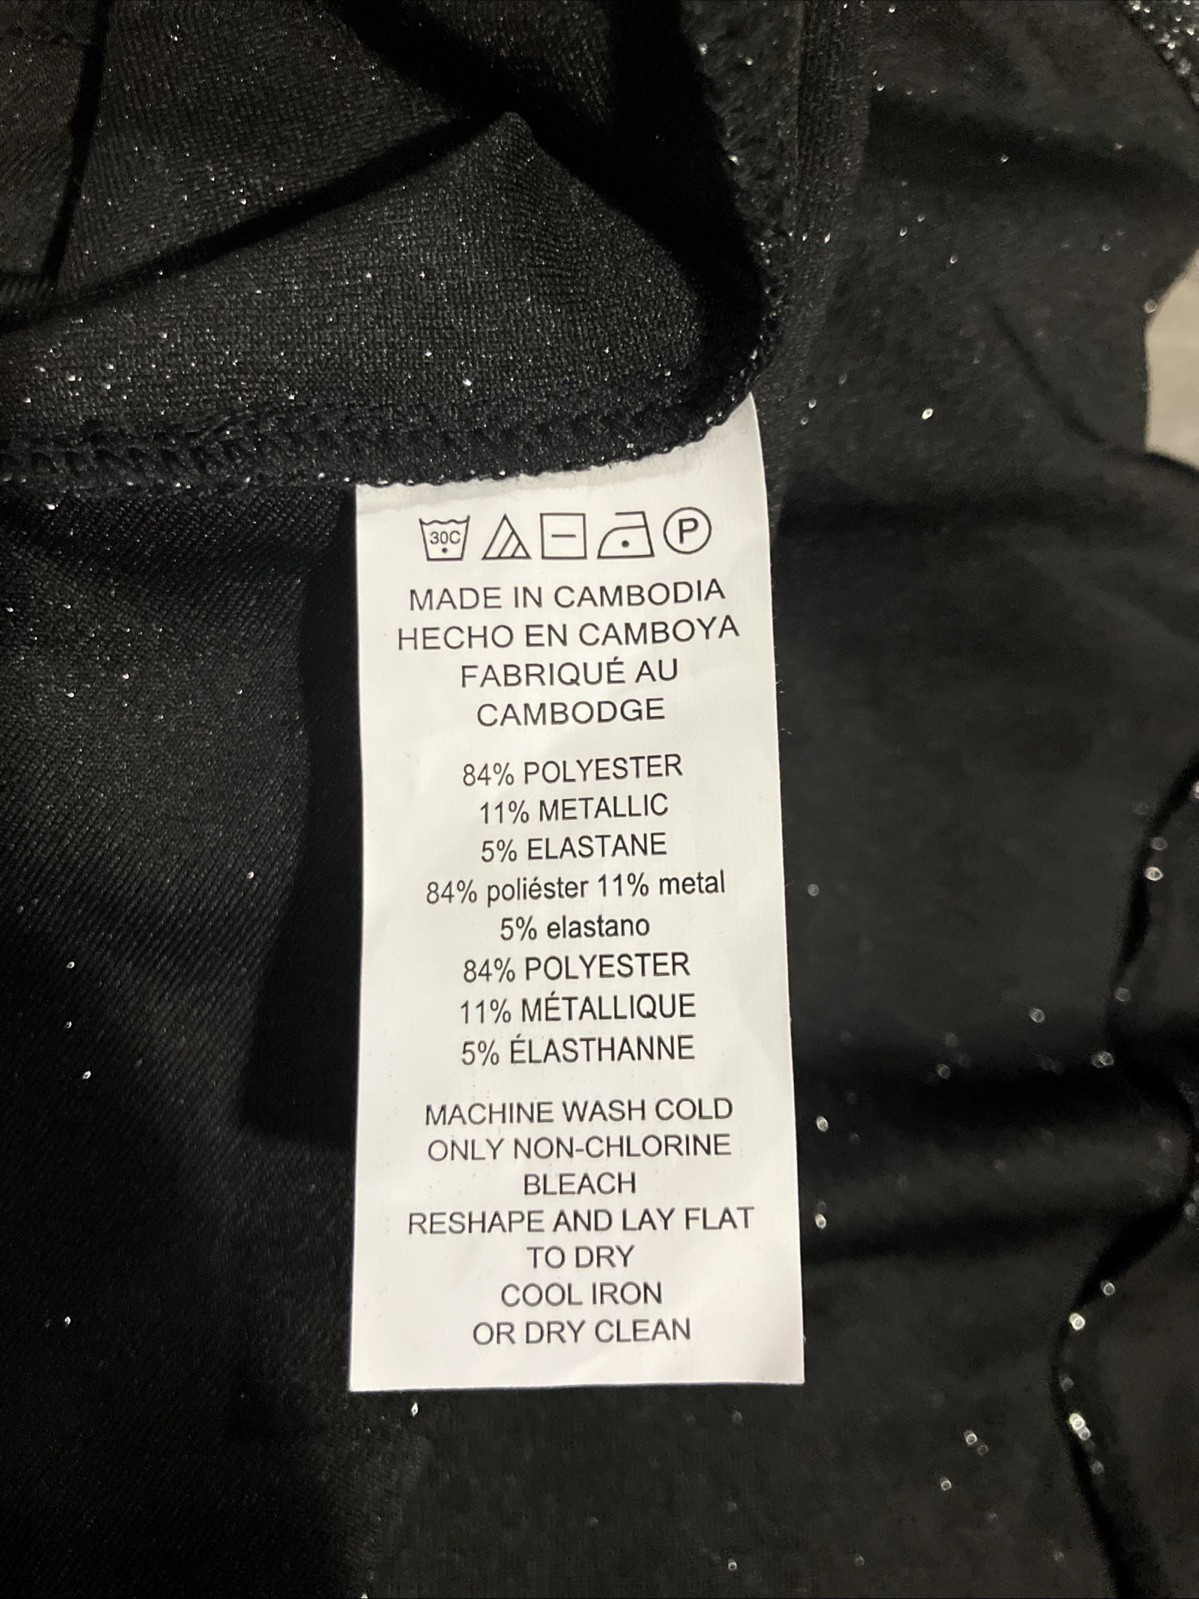 30C P
MADE IN CAMBODIA
HECHO EN CAMBOYA
FABRIQUÉ AU
CAMBODGE
84% POLYESTER
11% METALLIC
5% ELASTANE
84% poliéster 11% metal
5% elastano
84% POLYESTER
11% MÉTALLIQUE
5% ÉLASTHANNE
MACHINE WASH COLD
ONLY NON-CHLORINE
BLEACH
RESHAPE AND LAY FLAT
TO DRY
COOL IRON
OR DRY CLEAN